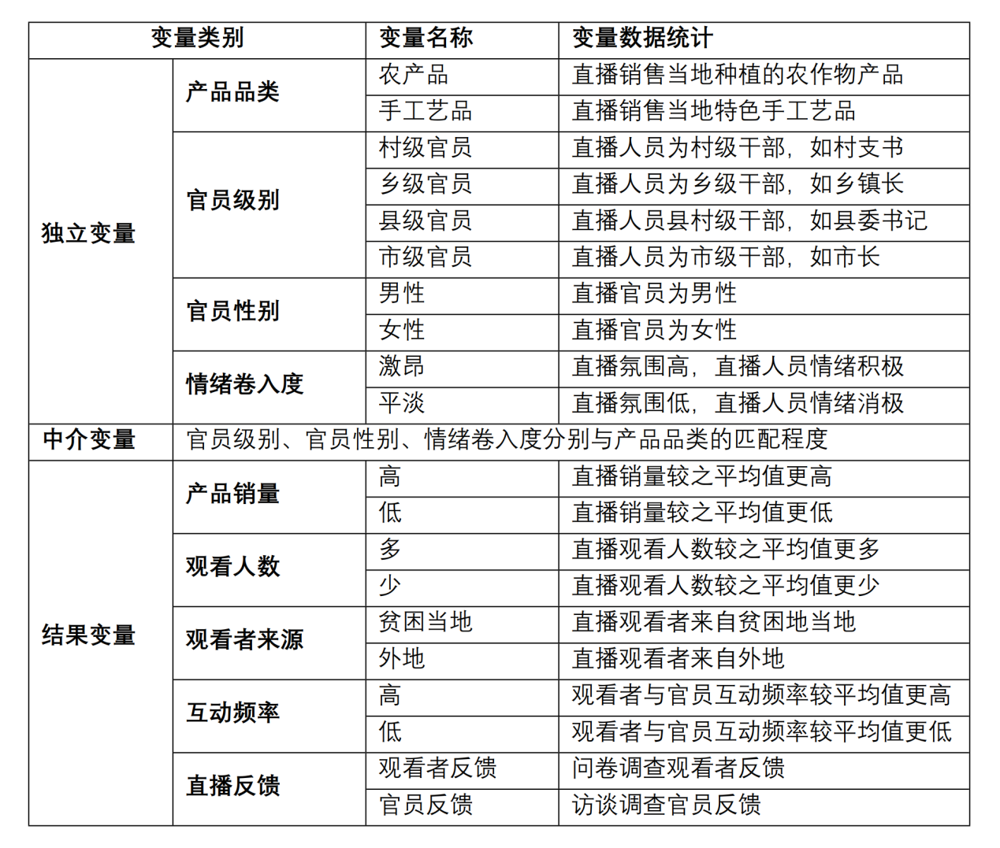 变量类别 变量名称 变量数据统计
独立变量 产品品类 农产品 直播销售当地种植的农作物产品
手工艺品 直播销售当地特色手工艺品
官员级别 村级官员 直播人员为村级干部，如村支书
乡级官员 直播人员为乡级干部，如乡镇长
县级官员 直播人员县村级干部，如县委书记
市级官员 直播人员为市级干部，如市长
官员性别 男性 直播官员为男性
女性 直播官员为女性
情绪卷入度 激昂 直播氛围高，直播人员情绪积极
平淡 直播氛围低，直播人员情绪消极
中介变量 官员级别、官员性别、情绪卷入度分别与产品品类的匹配程度
结果变量 产品销量 高 直播销量较之平均值更高
低 直播销量较之平均值更低
观看人数 多 直播观看人数较之平均值更多
少 直播观看人数较之平均值更少
观看者来源 贫困当地 直播观看者来自贫困地当地
外地 直播观看者来自外地
互动频率 高 观看者与官员互动频率较平均值更高
低 观看者与官员互动频率较平均值更低
直播反馈 观看者反馈 问卷调查观看者反馈
官员反馈 访谈调查官员反馈